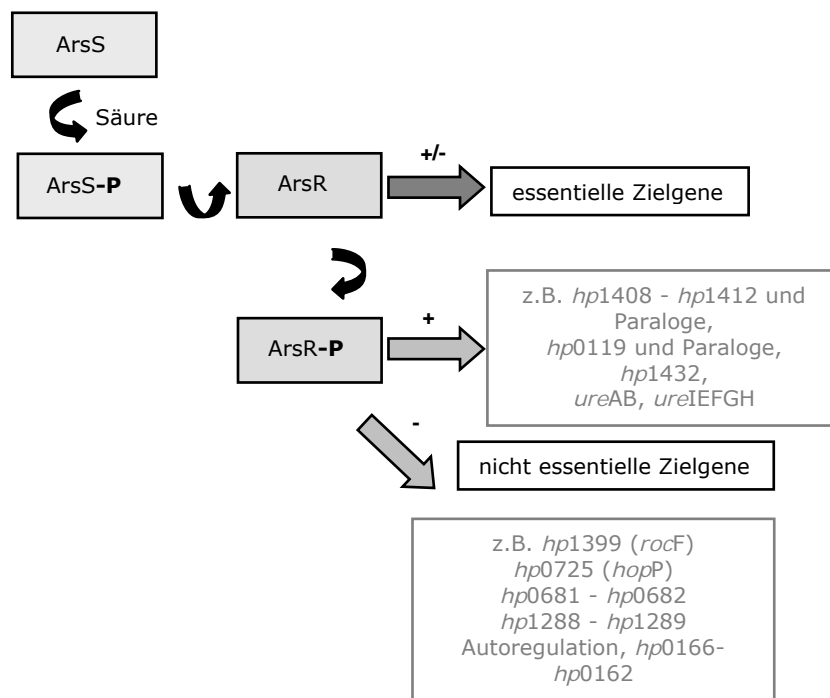 ArsS
Säure
ArsS-P
ArsR
+/-
essentielle Zielgene
ArsR-P
+
z.B. hp1408 - hp1412 und
Paraloge,
hp0119 und Paraloge,
hp1432,
ureAB, ureIEFGH
-
nicht essentielle Zielgene
z.B. hp1399 (rocF)
hp0725 (hopP)
hp0681 - hp0682
hp1288 - hp1289
Autoregulation, hp0166-
hp0162